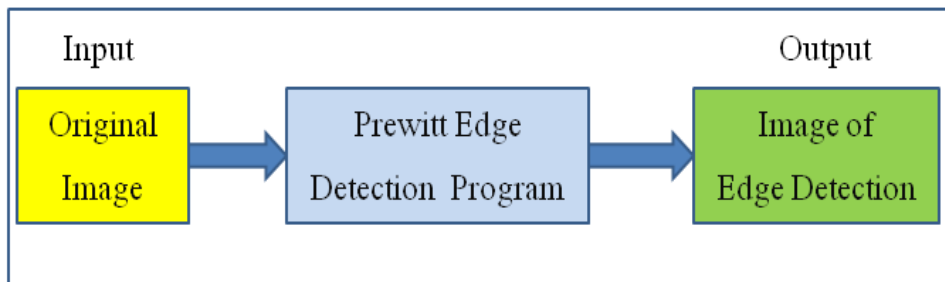 Input
Output
Original
Image
Prewitt Edge
Detection Program
Image of
Edge Detection